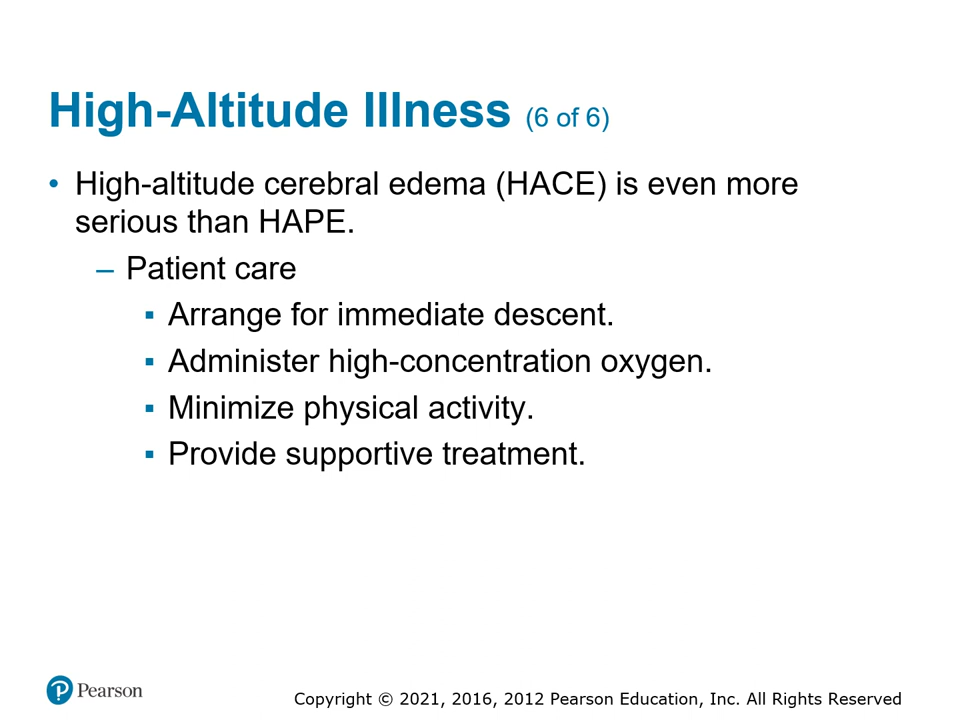 High-Altitude Illness (6 of 6)
• High-altitude cerebral edema (HACE) is even more
serious than HAPE.
– Patient care
▪ Arrange for immediate descent.
▪ Administer high-concentration oxygen.
▪ Minimize physical activity.
▪ Provide supportive treatment.
P Pearson
Copyright © 2021, 2016, 2012 Pearson Education, Inc. All Rights Reserved